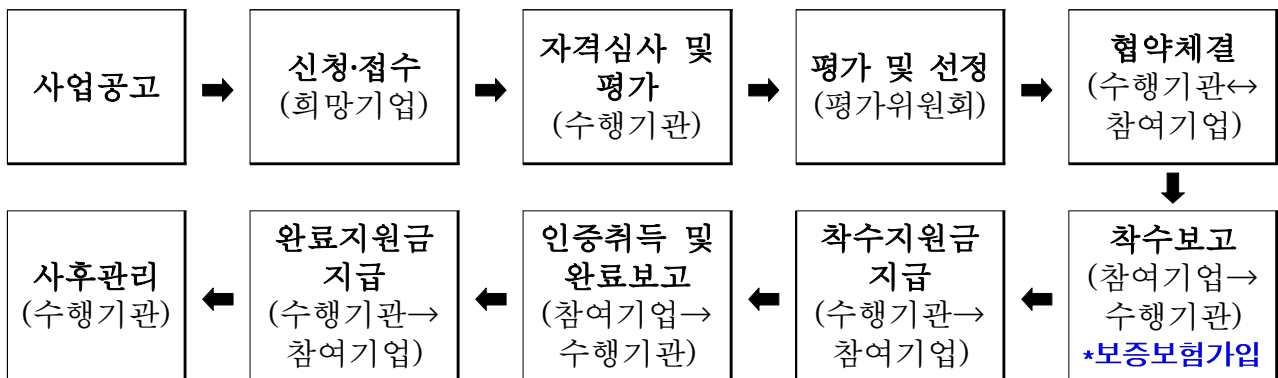 사업공고
신청·접수
(희망기업)
자격심사 및
평가
(수행기관)
평가 및 선정
(평가위원회)
협약체결
(수행기관↔
참여기업)
착수보고
(참여기업→
수행기관)
*보증보험가입
착수지원금
지급
(수행기관→
참여기업)
인증취득 및
완료보고
(참여기업→
수행기관)
완료지원금
지급
(수행기관→
참여기업)
사후관리
(수행기관)